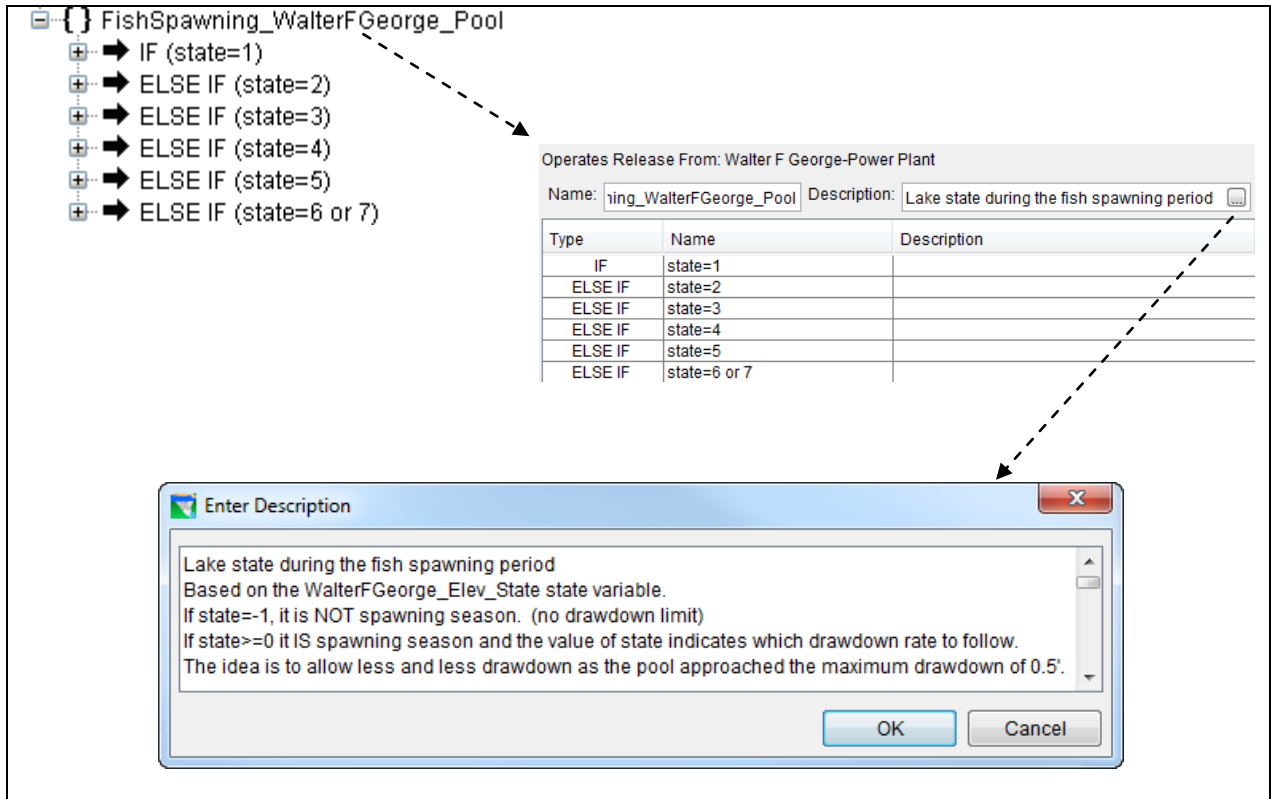 FishSpawning_WalterFGeorge_Pool
IF (state=1)
ELSE IF (state=2)
ELSE IF (state=3)
ELSE IF (state=4)
ELSE IF (state=5)
ELSE IF (state=6 or 7)
Operates Release From: Walter F George-Power Plant
Name: ning_WalterFGeorge_Pool Description: Lake state during the fish spawning period ...
Type Name Description
IF state=1
ELSE IF state=2
ELSE IF state=3
ELSE IF state=4
ELSE IF state=5
ELSE IF state=6 or 7
Enter Description
Lake state during the fish spawning period
Based on the WalterFGeorge_Elev_State state variable.
If state=-1, it is NOT spawning season. (no drawdown limit)
If state>=0 it IS spawning season and the value of state indicates which drawdown rate to follow.
The idea is to allow less and less drawdown as the pool approached the maximum drawdown of 0.5'.
OK Cancel